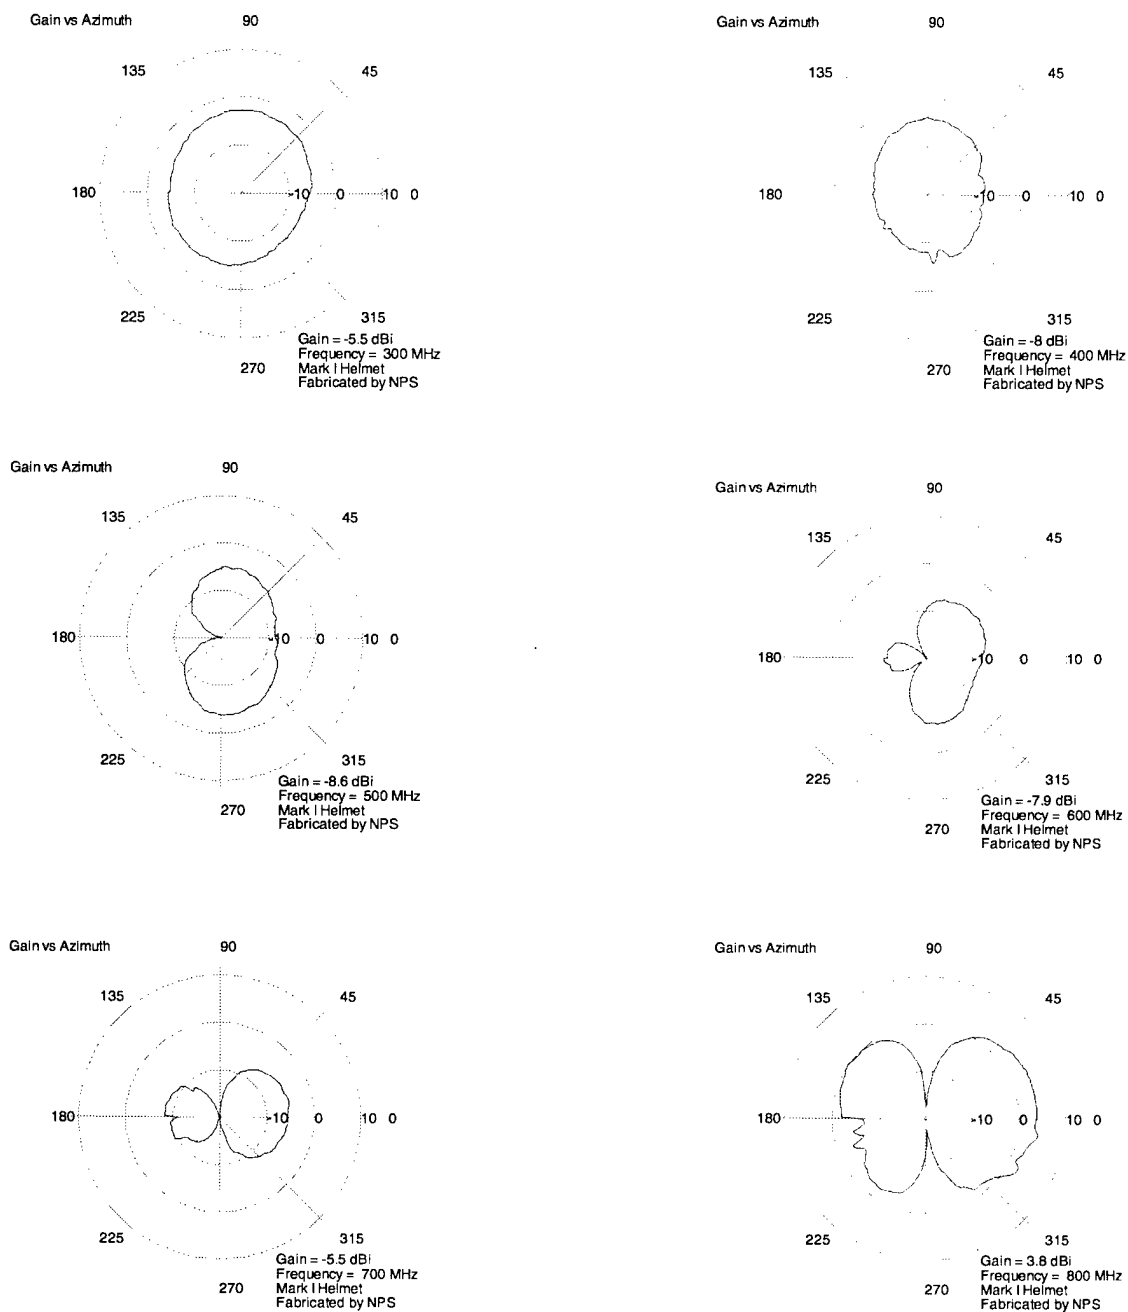 Gain vs Azimuth
90
135
45
180
-10
0
10
0
225
315
270
Gain = -5.5 dBi
Frequency = 300 MHz
Mark I Helmet
Fabricated by NPS
Gain vs Azimuth
90
135
45
180
-10
0
10
0
225
315
270
Gain = -8 dBi
Frequency = 400 MHz
Mark I Helmet
Fabricated by NPS
Gain vs Azimuth
90
135
45
180
-10
0
10
0
225
315
270
Gain = -8.6 dBi
Frequency = 500 MHz
Mark I Helmet
Fabricated by NPS
Gain vs Azimuth
90
135
45
180
-10
0
10
0
225
315
270
Gain = -7.9 dBi
Frequency = 600 MHz
Mark I Helmet
Fabricated by NPS
Gain vs Azimuth
90
135
45
180
-10
0
10
0
225
315
270
Gain = -5.5 dBi
Frequency = 700 MHz
Mark I Helmet
Fabricated by NPS
Gain vs Azimuth
90
135
45
180
-10
0
10
0
225
315
270
Gain = 3.8 dBi
Frequency = 800 MHz
Mark I Helmet
Fabricated by NPS